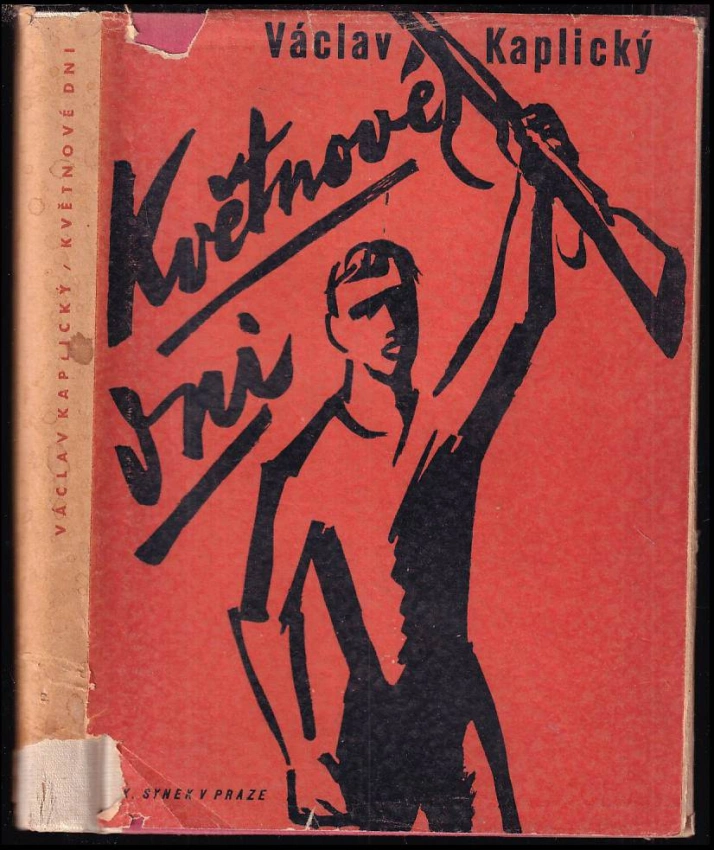 Václav Kaplický
Květnové
dni
SYNEK V PRAZE
VÁCLAV KAPLICKÝ / KVĚTNOVÉ DNI